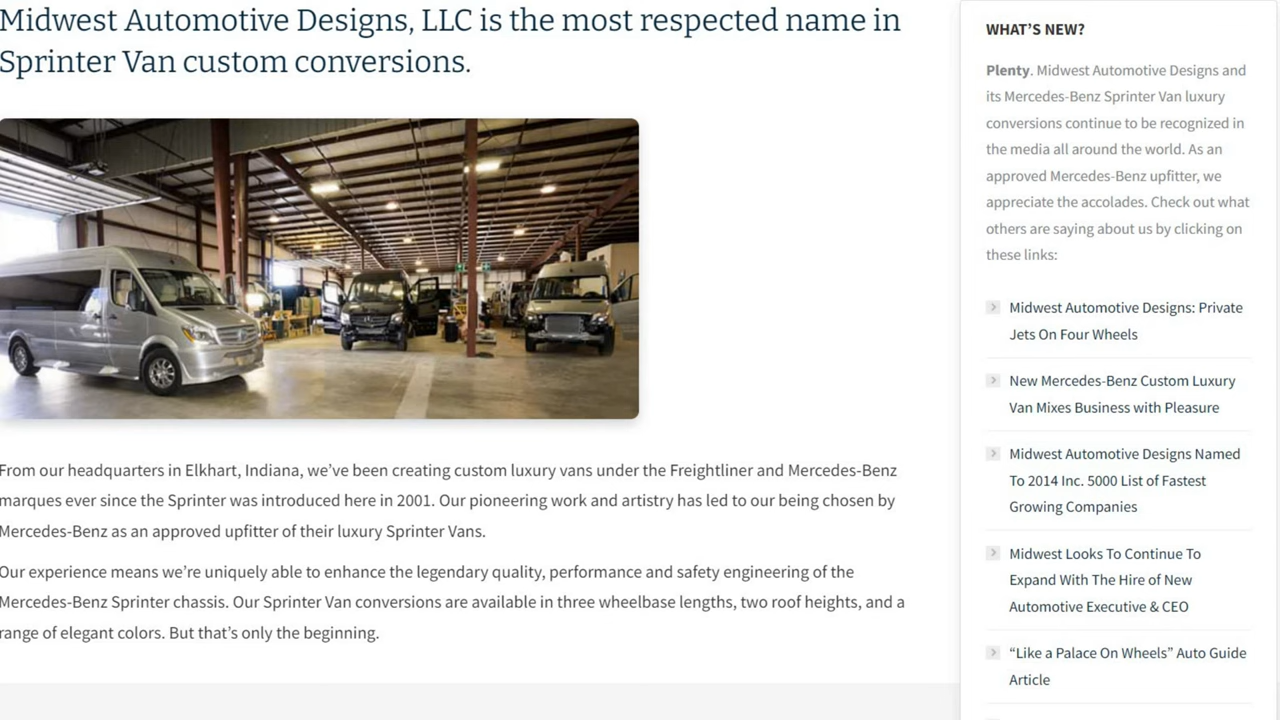 Midwest Automotive Designs, LLC is the most respected name in
Sprinter Van custom conversions.
From our headquarters in Elkhart, Indiana, we’ve been creating custom luxury vans under the Freightliner and Mercedes-Benz
marques ever since the Sprinter was introduced here in 2001. Our pioneering work and artistry has led to our being chosen by
Mercedes-Benz as an approved upfitter of their luxury Sprinter Vans.
Our experience means we’re uniquely able to enhance the legendary quality, performance and safety engineering of the
Mercedes-Benz Sprinter chassis. Our Sprinter Van conversions are available in three wheelbase lengths, two roof heights, and a
range of elegant colors. But that’s only the beginning.
WHAT’S NEW?
Plenty. Midwest Automotive Designs and
its Mercedes-Benz Sprinter Van luxury
conversions continue to be recognized in
the media all around the world. As an
approved Mercedes-Benz upfitter, we
appreciate the accolades. Check out what
others are saying about us by clicking on
these links:
Midwest Automotive Designs: Private
Jets On Four Wheels
New Mercedes-Benz Custom Luxury
Van Mixes Business with Pleasure
Midwest Automotive Designs Named
To 2014 Inc. 5000 List of Fastest
Growing Companies
Midwest Looks To Continue To
Expand With The Hire of New
Automotive Executive & CEO
“Like a Palace On Wheels” Auto Guide
Article